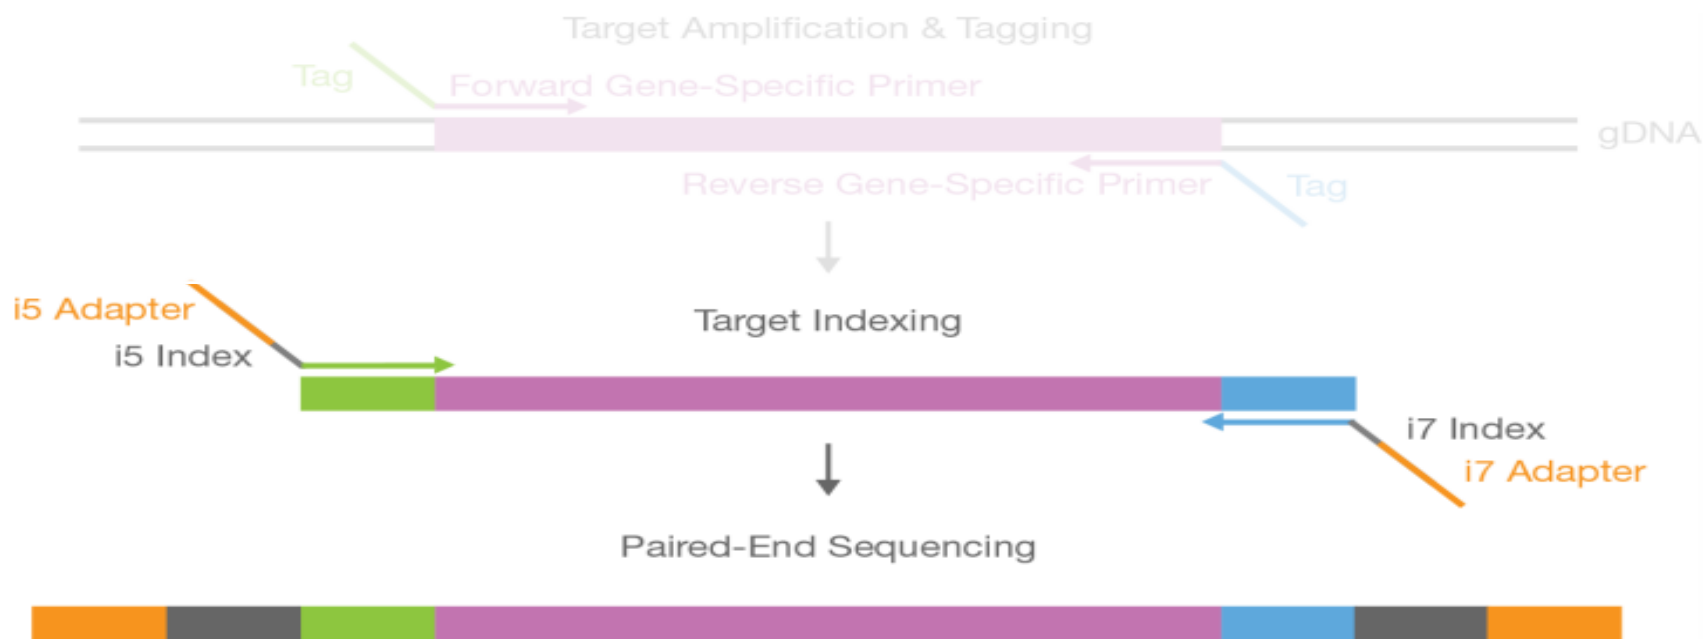 Target Amplification & Tagging
Tag
Forward Gene-Specific Primer
gDNA
Reverse Gene-Specific Primer
Tag
i5 Adapter
Target Indexing
i5 Index
i7 Index
i7 Adapter
Paired-End Sequencing